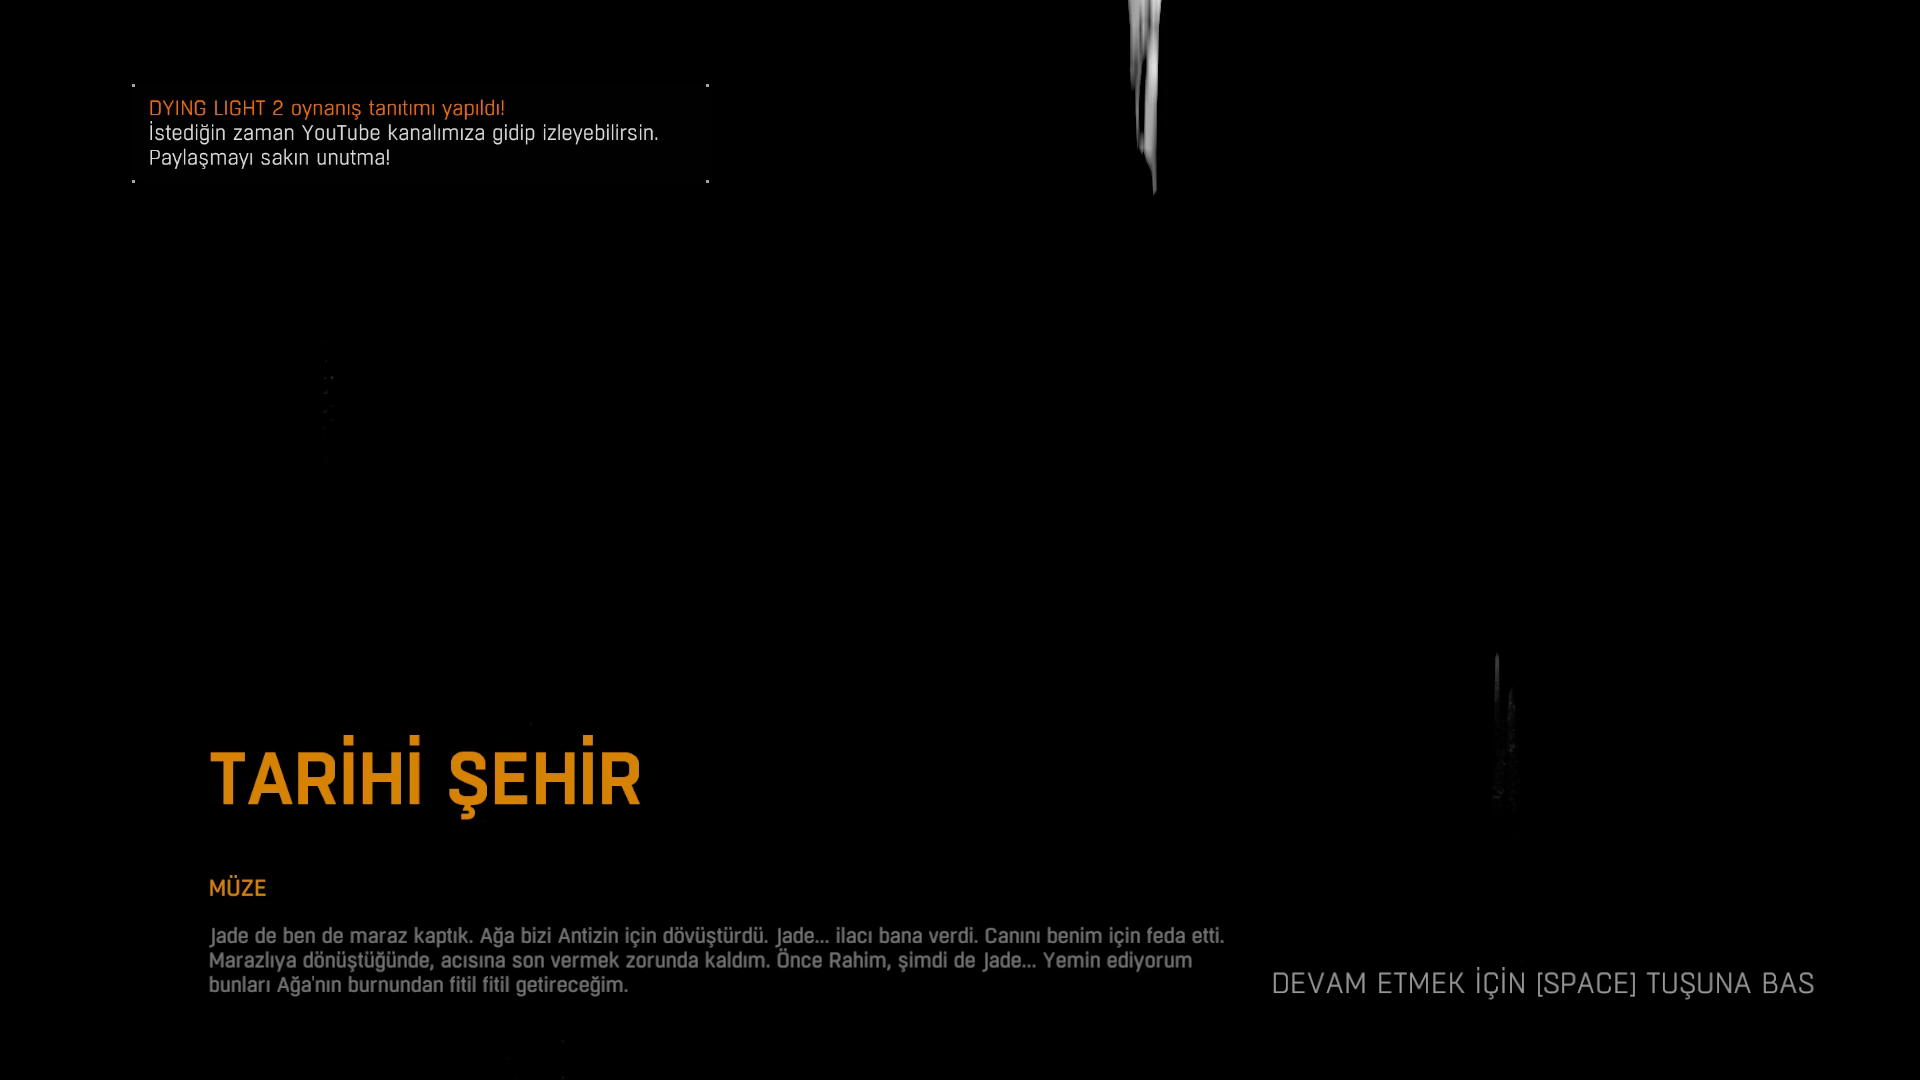 DYING LIGHT 2 oynanış tanıtımı yapıldı!
İstediğin zaman YouTube kanalımıza gidip izleyebilirsin.
Paylaşmayı sakın unutma!
TARİHİ ŞEHİR
MÜZE
Jade de ben de maraz kaptık. Ağa bizi Antizin için dövüştürdü. Jade... ilacı bana verdi. Canını benim için feda etti.
Marazlıya dönüştüğünde, acısına son vermek zorunda kaldım. Önce Rahim, şimdi de Jade... Yemin ediyorum
bunları Ağa'nın burnundan fitil fitil getireceğim.
DEVAM ETMEK İÇİN [SPACE] TUŞUNA BAS